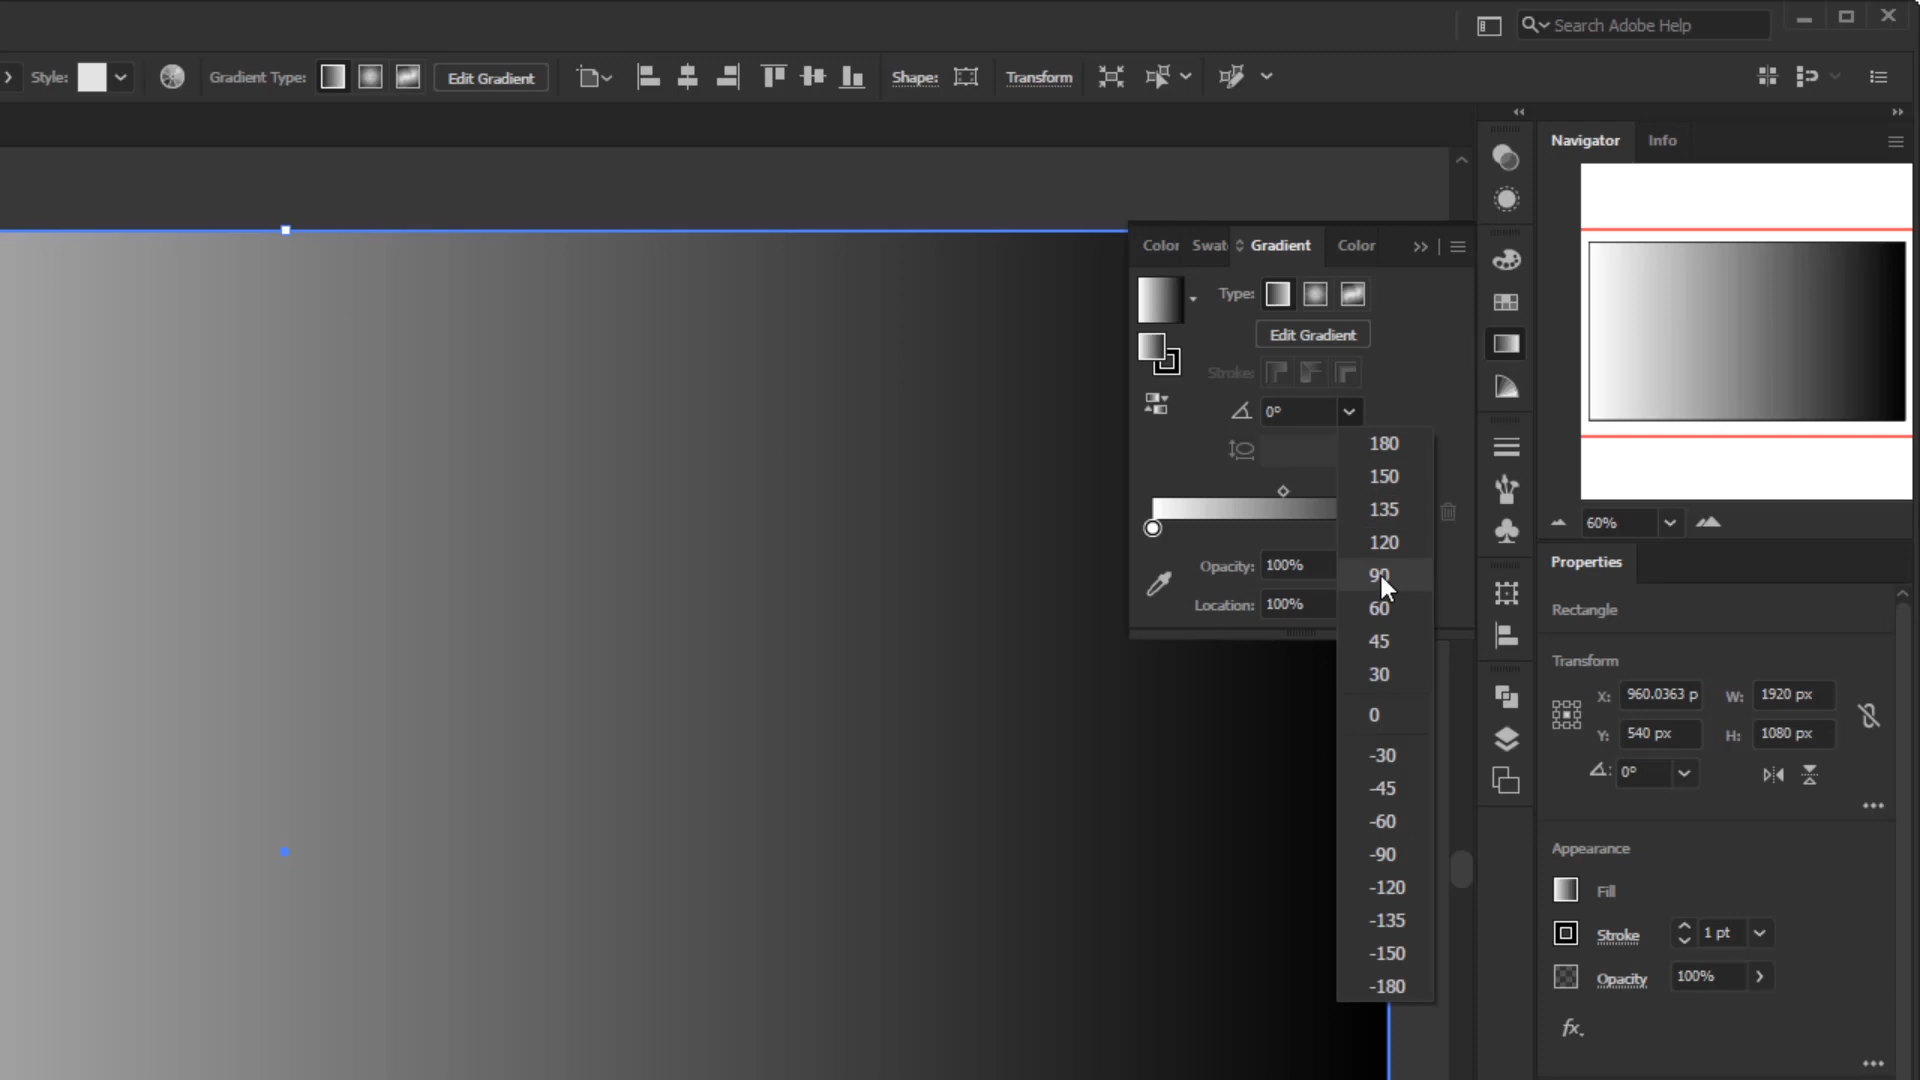 Search Adobe Help
Style:
Gradient Type:
Edit Gradient
Shape:
Transform
Navigator Info
Color Swat Gradient Color
Type:
Edit Gradient
Stroke:
0°
180
150
135
120
90
60
45
30
0
-30
-45
-60
-90
-120
-135
-150
-180
Opacity: 100%
Location: 100%
60%
Properties
Rectangle
Transform
X: 960.0363 p W: 1920 px
Y: 540 px H: 1080 px
0°
Appearance
Fill
Stroke 1 pt
Opacity 100%
fx.